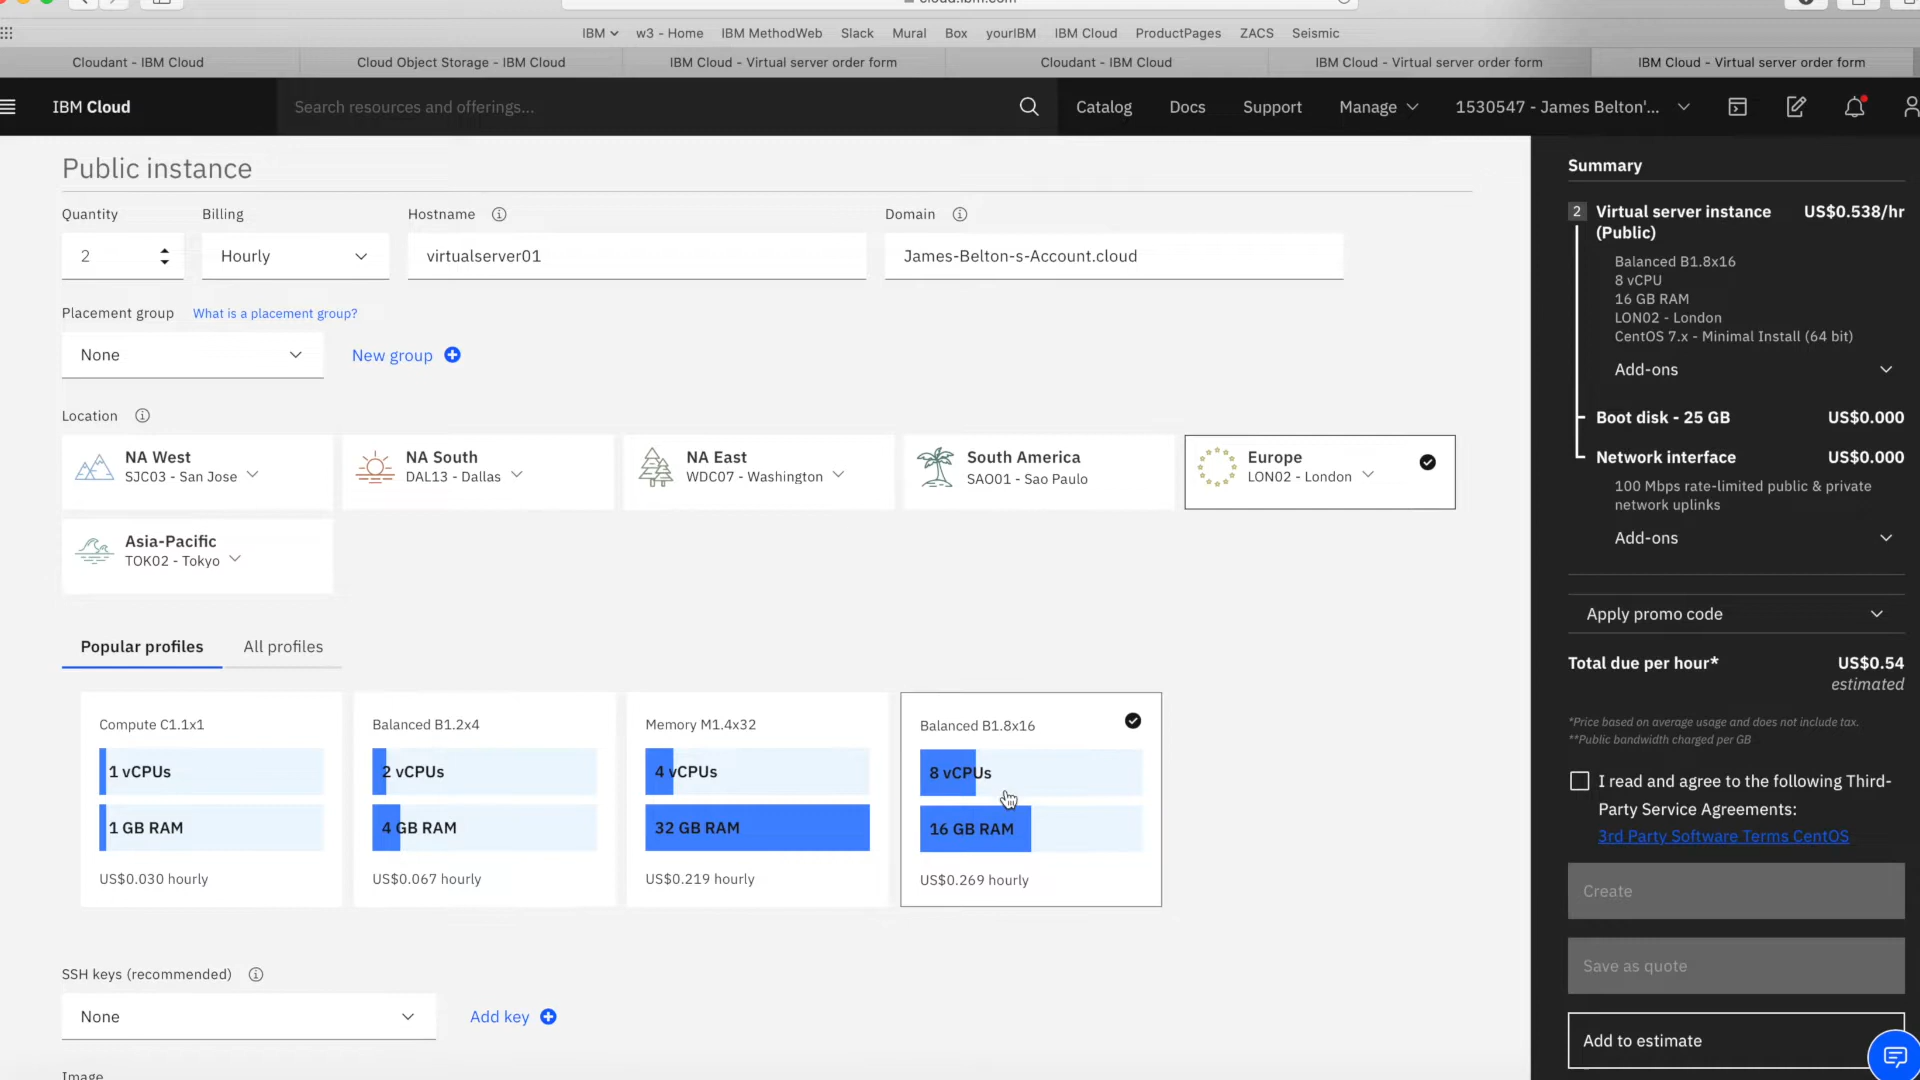 cloud.ibm.com
IBM w3 - Home IBM MethodWeb Slack Mural Box yourIBM IBM Cloud ProductPages ZACS Seismic
Cloudant - IBM Cloud Cloud Object Storage - IBM Cloud IBM Cloud - Virtual server order form Cloudant - IBM Cloud IBM Cloud - Virtual server order form IBM Cloud - Virtual server order form
IBM Cloud Search resources and offerings... Catalog Docs Support Manage 1530547 - James Belton'...
Public instance
Quantity Billing Hostname Domain
2 Hourly virtualserver01 James-Belton-s-Account.cloud
Placement group What is a placement group?
None New group
Location
NA West NA South NA East South America Europe
SJC03 - San Jose DAL13 - Dallas WDC07 - Washington SAO01 - Sao Paulo LON02 - London
Asia-Pacific
TOK02 - Tokyo
Popular profiles All profiles
Compute C1.1x1 Balanced B1.2x4 Memory M1.4x32 Balanced B1.8x16
1 vCPUs 2 vCPUs 4 vCPUs 8 vCPUs
1 GB RAM 4 GB RAM 32 GB RAM 16 GB RAM
US$0.030 hourly US$0.067 hourly US$0.219 hourly US$0.269 hourly
SSH keys (recommended)
None Add key
Image
Summary
2 Virtual server instance US$0.538/hr
(Public)
Balanced B1.8x16
8 vCPU
16 GB RAM
LON02 - London
CentOS 7.x - Minimal Install (64 bit)
Add-ons
Boot disk - 25 GB US$0.000
Network interface US$0.000
100 Mbps rate-limited public & private
network uplinks
Add-ons
Apply promo code
Total due per hour* US$0.54
estimated
*Price based on average usage and does not include tax.
**Public bandwidth charged per GB
I read and agree to the following Third-
Party Service Agreements:
3rd Party Software Terms CentOS
Create
Save as quote
Add to estimate